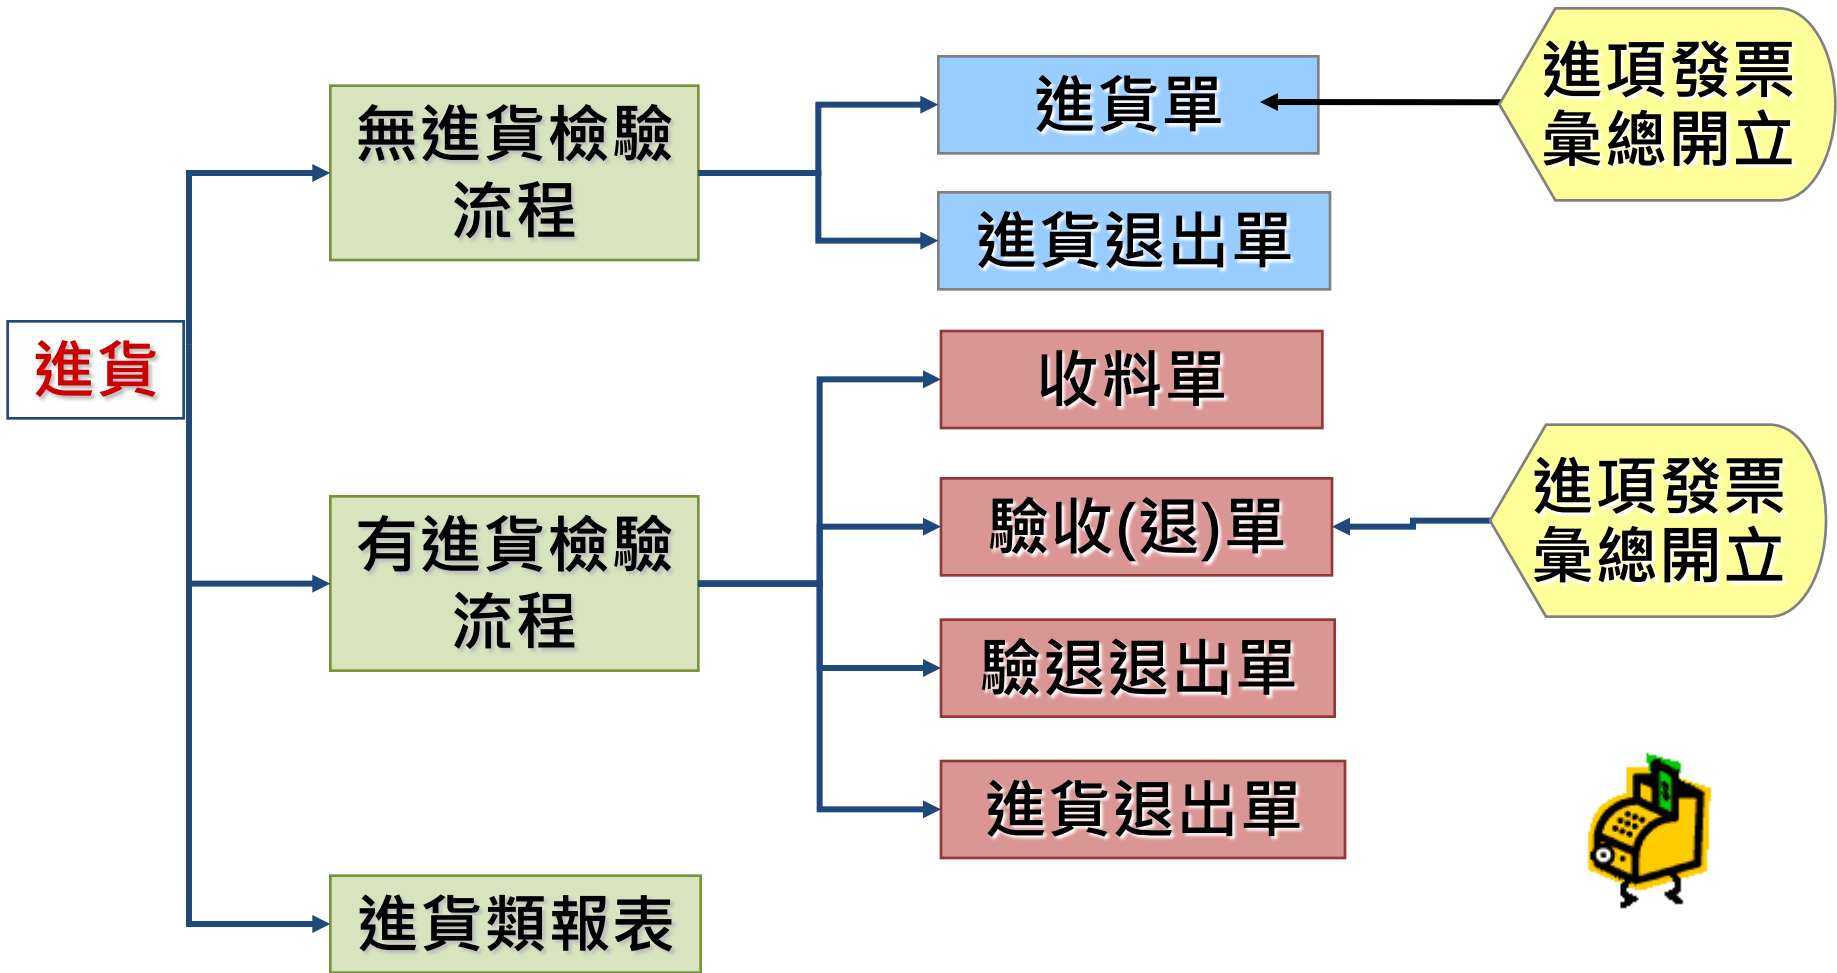 進貨
無進貨檢驗
流程
進貨單
進項發票
彙總開立
進貨退出單
有進貨檢驗
流程
收料單
驗收(退)單
進項發票
彙總開立
驗退退出單
進貨退出單
進貨類報表